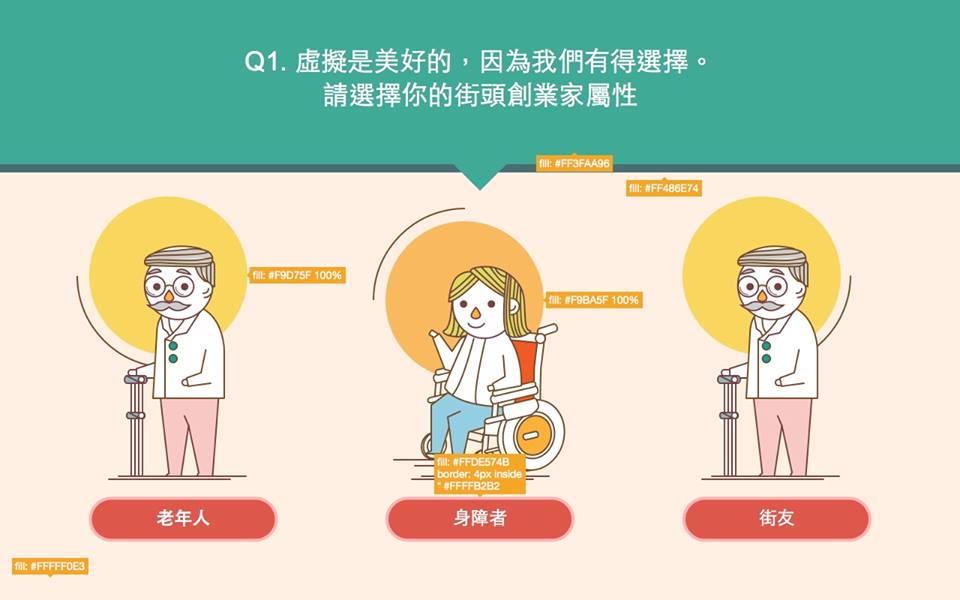 Q1. 虛擬是美好的，因為我們有得選擇。
請選擇你的街頭創業家屬性
fill: #FF3FAA96
fill: #FF486E74
fill: #F9D75F 100%
fill: #F9BA5F 100%
fill: #FFDE574B
border: 4px inside
* #FFFFB2B2
老年人
身障者
街友
fill: #FFFFF0E3